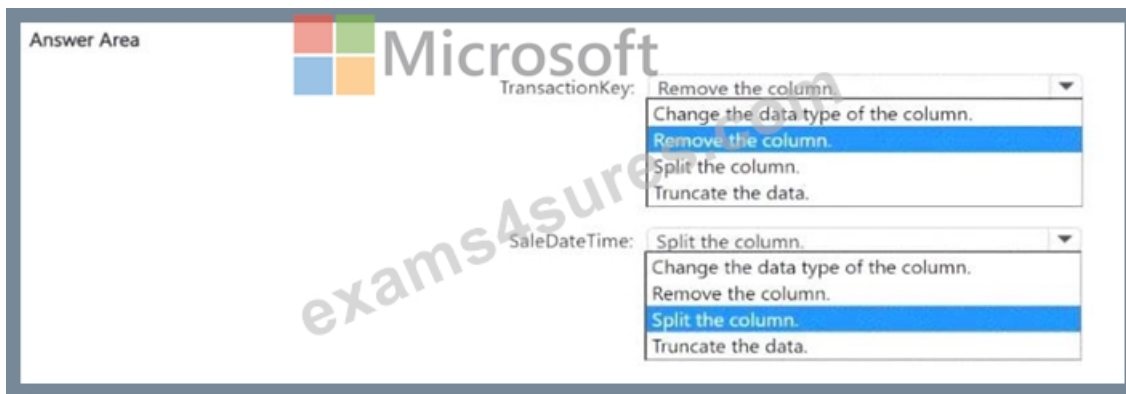 Answer Area
Microsoft
TransactionKey: Remove the column.
Change the data type of the column.
Remove the column.
Split the column.
Truncate the data.
SaleDateTime: Split the column.
Change the data type of the column.
Remove the column.
Split the column.
Truncate the data.
exams4sures.com